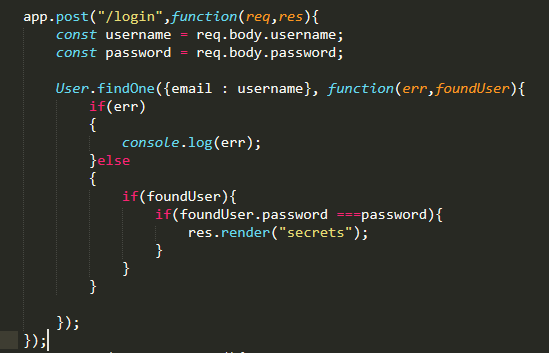 app.post("/login",function(req,res){
    const username = req.body.username;
    const password = req.body.password;

    User.findOne({email : username}, function(err,foundUser){
        if(err)
        {
            console.log(err);
        }else
        {
            if(foundUser){
                if(foundUser.password ===password){
                    res.render("secrets");
                }
            }
        }

    });
});